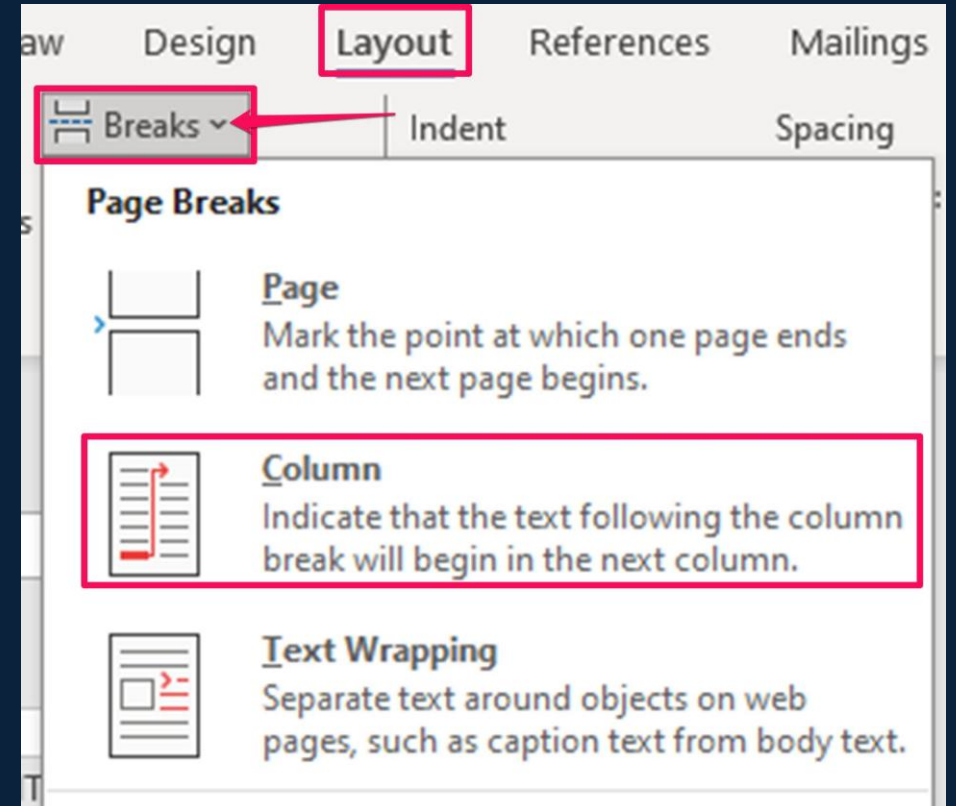 aw Design Layout References Mailings
Breaks Indent Spacing
s
Page Breaks
Page
Mark the point at which one page ends
and the next page begins.
Column
Indicate that the text following the column
break will begin in the next column.
Text Wrapping
Separate text around objects on web
pages, such as caption text from body text.
T